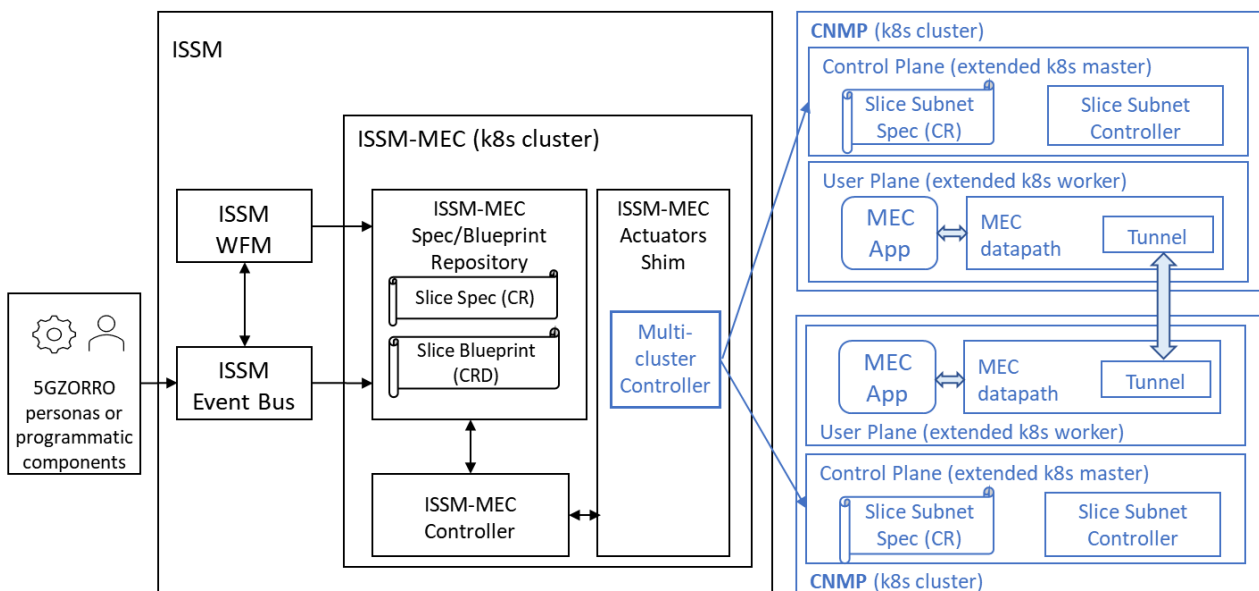 ISSM
ISSM-MEC (k8s cluster)
ISSM
WFM
ISSM
Event Bus
5GZORRO
personas or
programmatic
components
ISSM-MEC
Spec/Blueprint
Repository
Slice Spec (CR)
Slice Blueprint
(CRD)
ISSM-MEC
Controller
ISSM-MEC
Actuators
Shim
Multi-
cluster
Controller
CNMP (k8s cluster)
Control Plane (extended k8s master)
Slice Subnet
Spec (CR)
Slice Subnet
Controller
User Plane (extended k8s worker)
MEC
App
MEC
datapath
Tunnel
MEC
App
MEC
datapath
Tunnel
User Plane (extended k8s worker)
Control Plane (extended k8s master)
Slice Subnet
Spec (CR)
Slice Subnet
Controller
CNMP (k8s cluster)